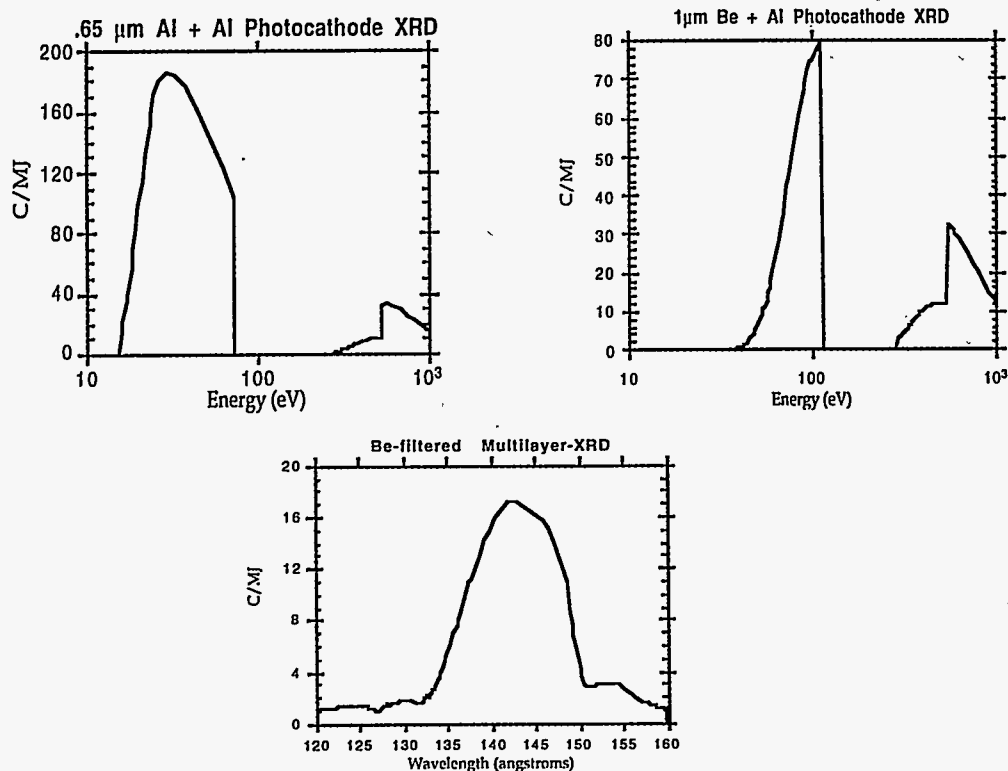 .65 µm Al + Al Photocathode XRD
200
160
120
80
40
0
C/MJ
10
100
10³
Energy (eV)
1µm Be + Al Photocathode XRD
80
70
60
50
40
30
20
10
0
C/MJ
10
100
10³
Energy (eV)
Be-filtered Multilayer-XRD
20
16
12
8
4
0
C/MJ
120 125 130 135 140 145 150 155 160
Wavelength (angstroms)